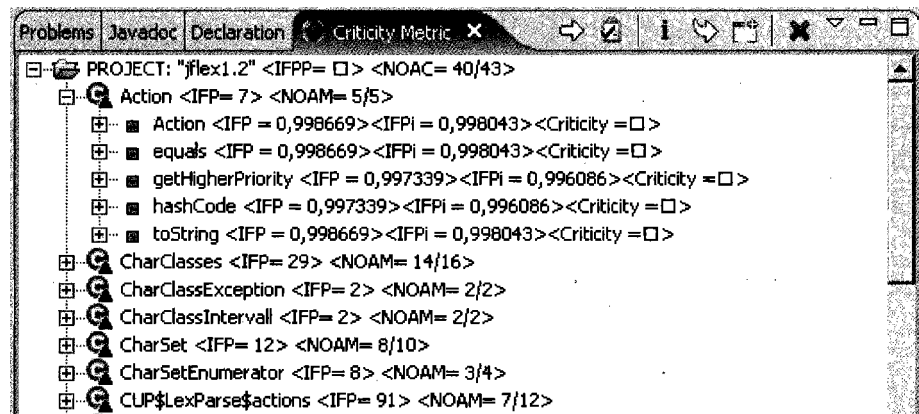 Problems Javadoc Declaration Criticity Metric
PROJECT: "jflex1.2" <IFPP= □> <NOAC= 40/43>
Action <IFP= 7> <NOAM= 5/5>
Action <IFP = 0,998669><IFPi = 0,998043><Criticity =□>
equals <IFP = 0,998669><IFPi = 0,998043><Criticity =□>
getHigherPriority <IFP = 0,997339><IFPi = 0,996086><Criticity =□>
hashCode <IFP = 0,997339><IFPi = 0,996086><Criticity =□>
toString <IFP = 0,998669><IFPi = 0,998043><Criticity =□>
CharClasses <IFP= 29> <NOAM= 14/16>
CharClassException <IFP= 2> <NOAM= 2/2>
CharClassIntervall <IFP= 2> <NOAM= 2/2>
CharSet <IFP= 12> <NOAM= 8/10>
CharSetEnumerator <IFP= 8> <NOAM= 3/4>
CUP$LexParse$actions <IFP= 91> <NOAM= 7/12>